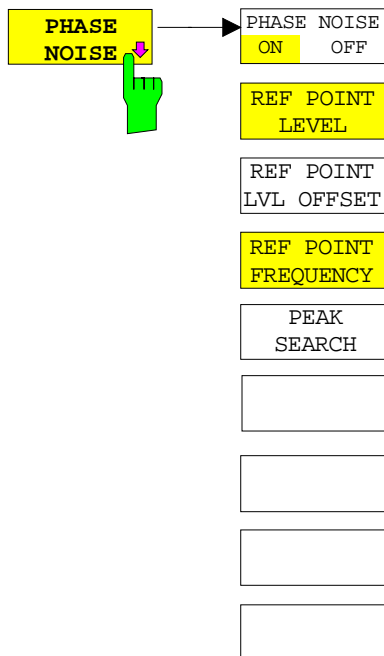 PHASE
NOISE
PHASE NOISE
ON OFF
REF POINT
LEVEL
REF POINT
LVL OFFSET
REF POINT
FREQUENCY
PEAK
SEARCH